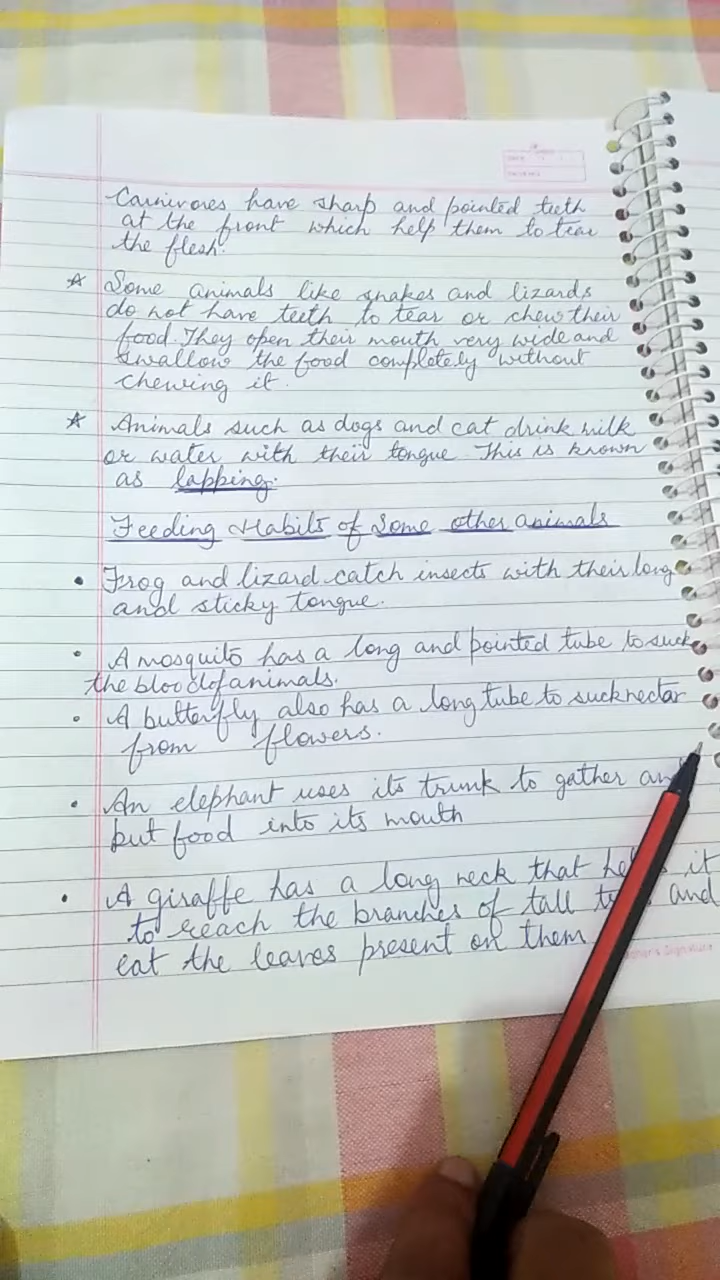 Carnivores have sharp and pointed teeth
at the front which help them to tear
the flesh.
☆ Some animals like snakes and lizards
do not have teeth to tear or chew their
food. They open their mouth very wide and
swallow the food completely without
chewing it.
☆ Animals such as dogs and cat drink milk
or water with their tongue. This is known
as lapping.
Feeding Habits of Some other animals
• Frog and lizard catch insects with their long
and sticky tongue.
• A mosquito has a long and pointed tube to suck
the blood of animals.
• A butterfly also has a long tube to suck nectar
from flowers.
• An elephant uses its trunk to gather and
but food into its mouth
• A giraffe has a long neck that it
to reach the branches of tall and
eat the leaves present on them